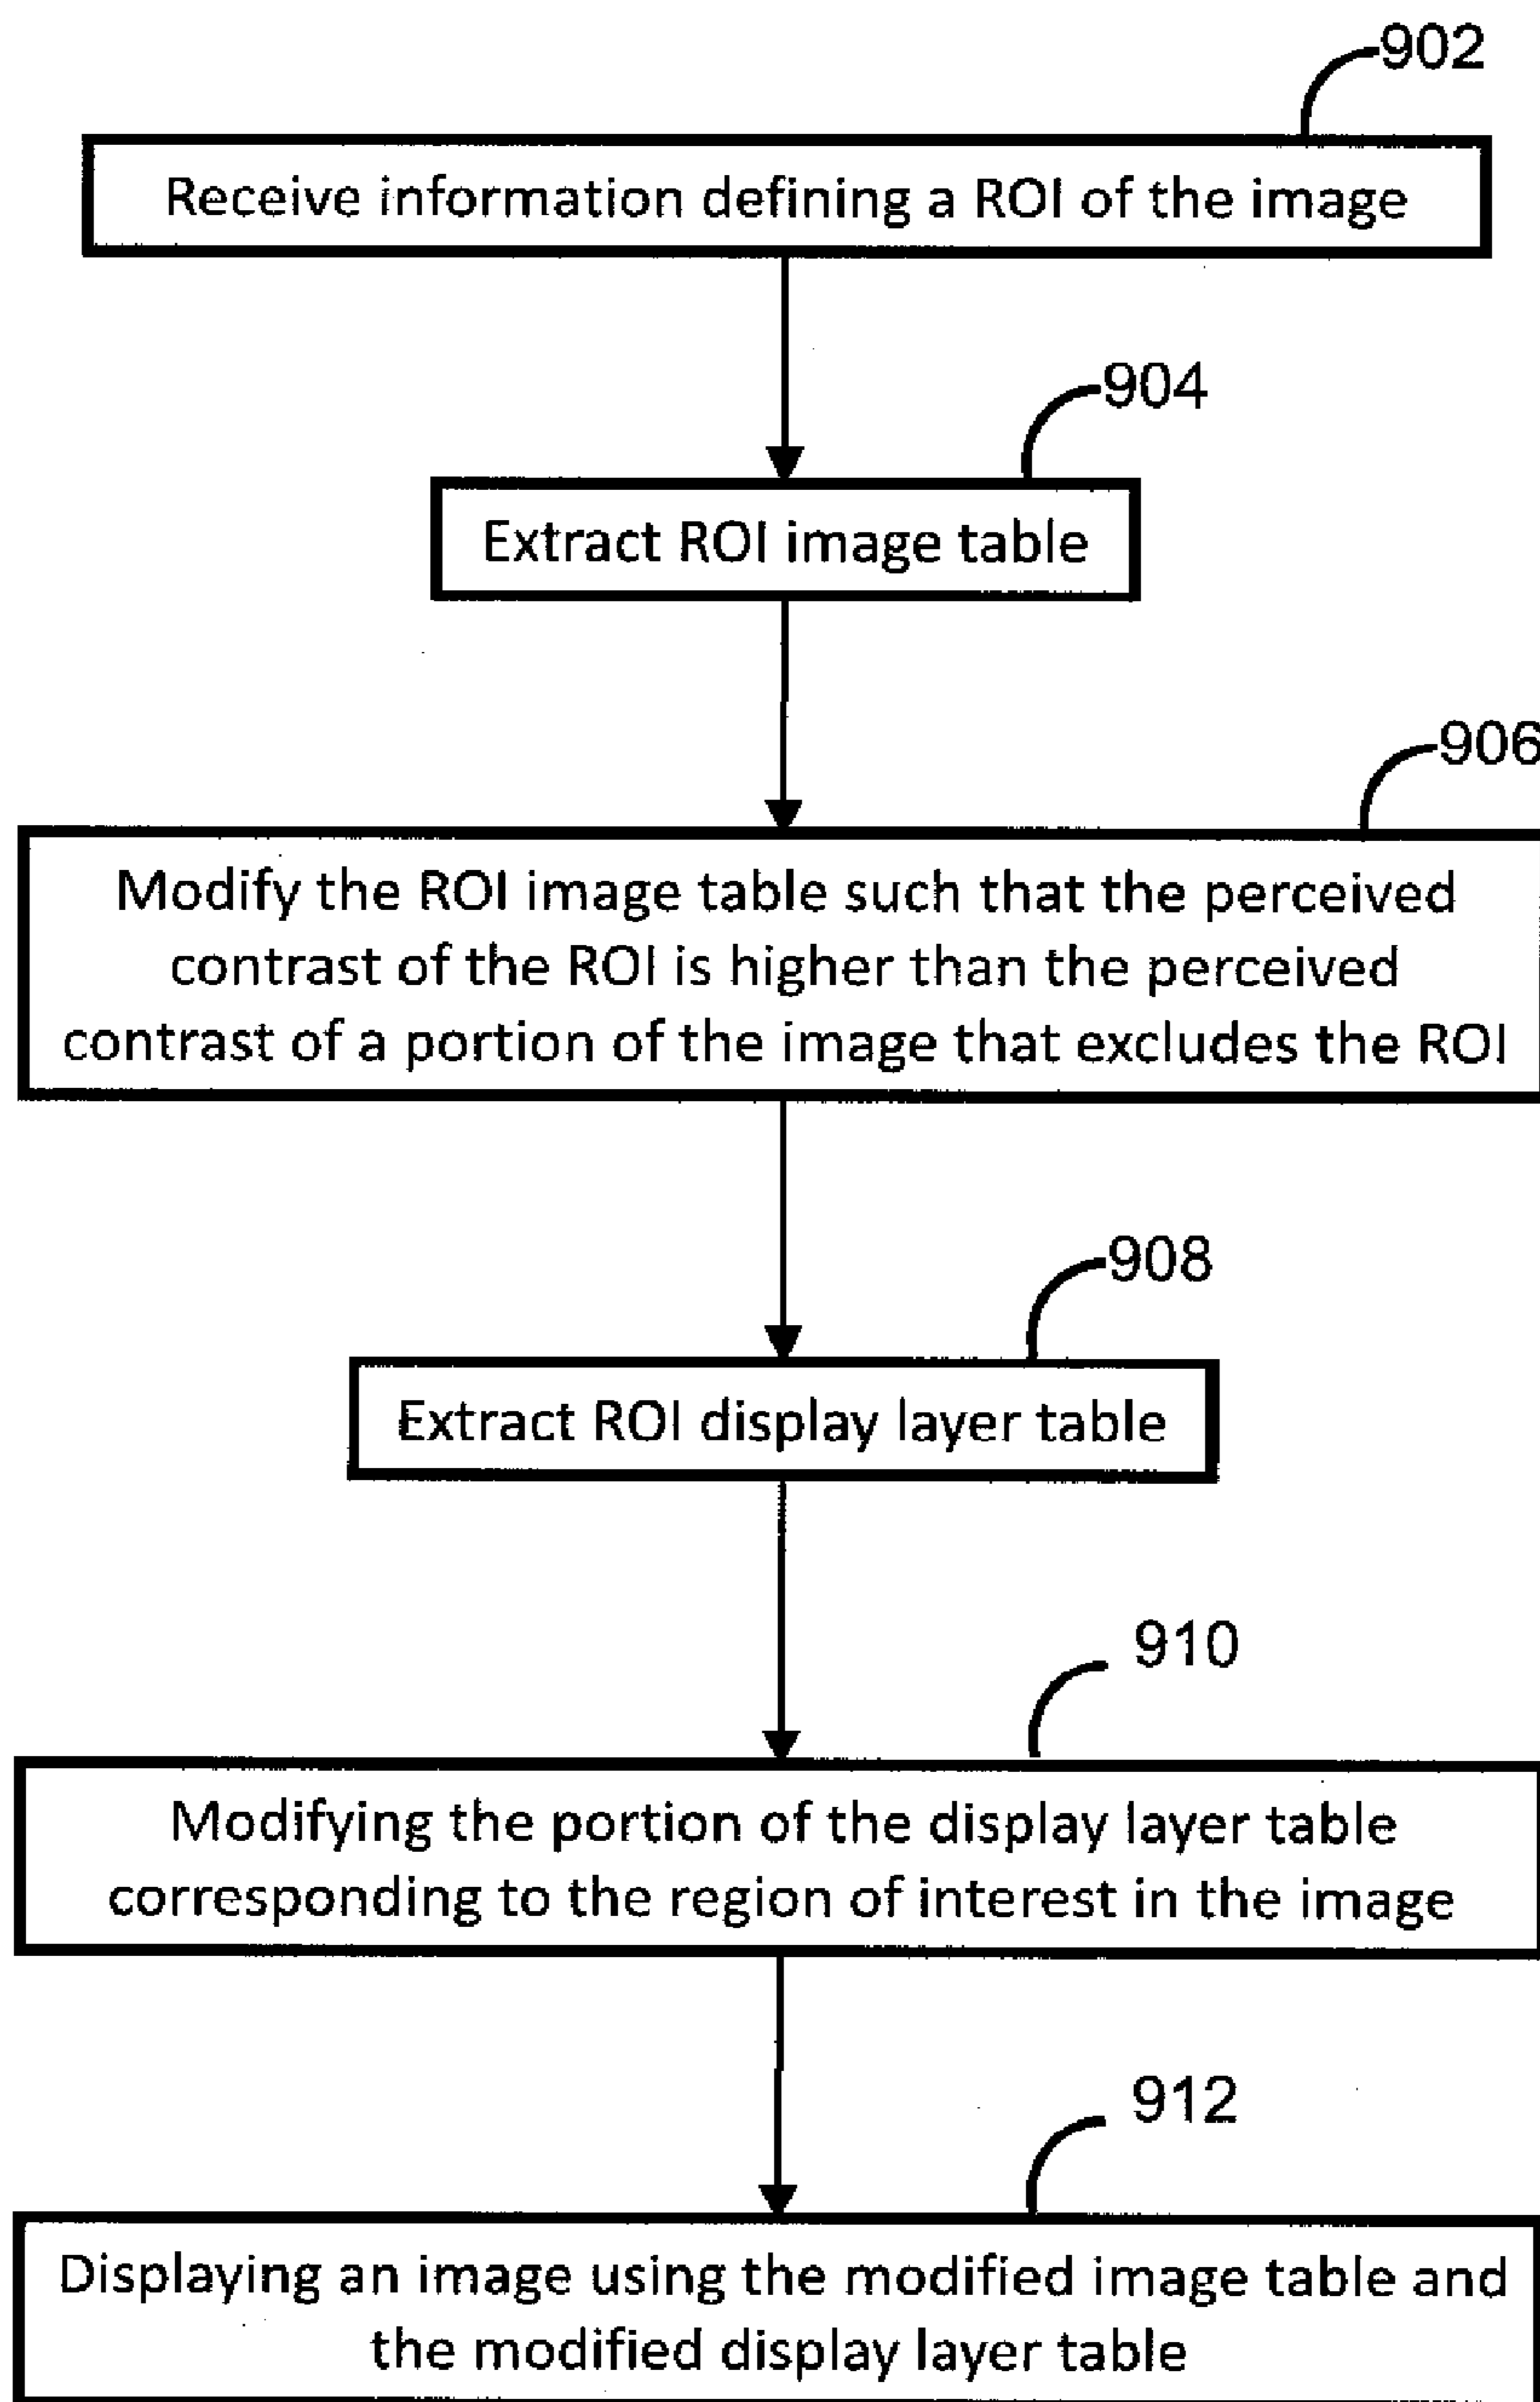 902
Receive information defining a ROI of the image
904
Extract ROI image table
906
Modify the ROI image table such that the perceived
contrast of the ROI is higher than the perceived
contrast of a portion of the image that excludes the ROI
908
Extract ROI display layer table
910
Modifying the portion of the display layer table
corresponding to the region of interest in the image
912
Displaying an image using the modified image table and
the modified display layer table